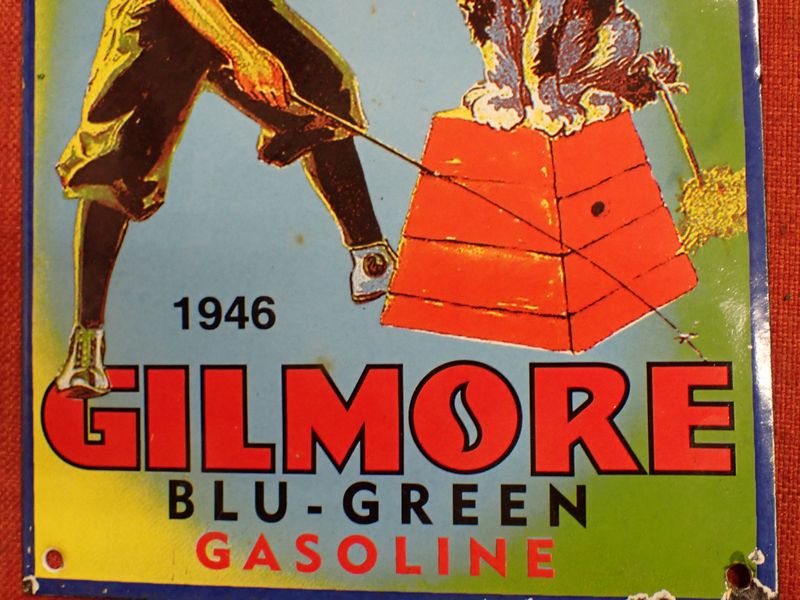 1946
GILMORE
BLU-GREEN
GASOLINE